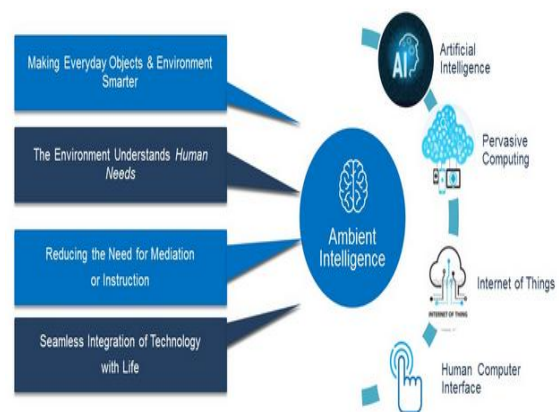 Making Everyday Objects & Environment
Smarter
The Environment Understands Human
Needs
Reducing the Need for Mediation
or Instruction
Seamless Integration of Technology
with Life
Ambient
Intelligence
AI
Artificial
Intelligence
Pervasive
Computing
Internet of Things
INTERNET OF THING
Human Computer
Interface